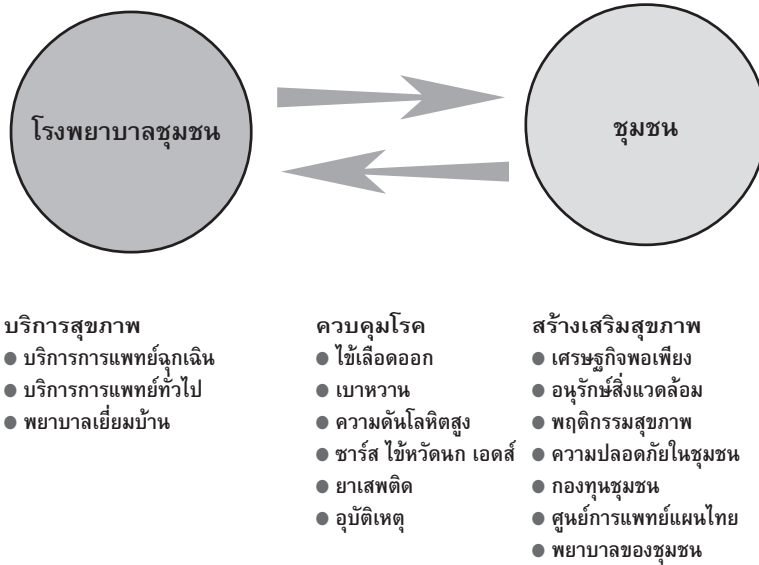 โรงพยาบาลชุมชน
ชุมชน
บริการสุขภาพ
● บริการการแพทย์ฉุกเฉิน
● บริการการแพทย์ทั่วไป
● พยาบาลเยี่ยมบ้าน
ควบคุมโรค
● ไข้เลือดออก
● เบาหวาน
● ความดันโลหิตสูง
● ซาร์ส ไข้หวัดนก เอดส์
● ยาเสพติด
● อุบัติเหตุ
สร้างเสริมสุขภาพ
● เศรษฐกิจพอเพียง
● อนุรักษ์สิ่งแวดล้อม
● พฤติกรรมสุขภาพ
● ความปลอดภัยในชุมชน
● กองทุนชุมชน
● ศูนย์การแพทย์แผนไทย
● พยาบาลของชุมชน